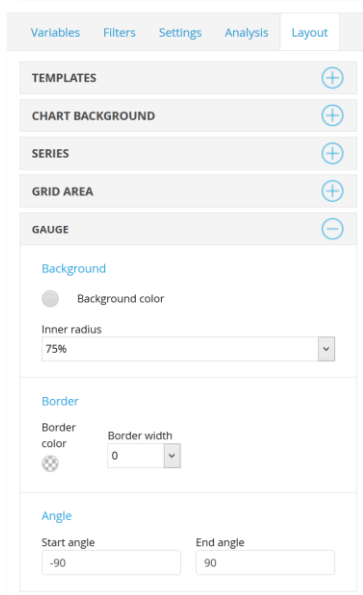 Variables Filters Settings Analysis Layout
TEMPLATES
CHART BACKGROUND
SERIES
GRID AREA
GAUGE
Background
Background color
Inner radius
75%
Border
Border color
Border width
0
Angle
Start angle End angle
-90 90